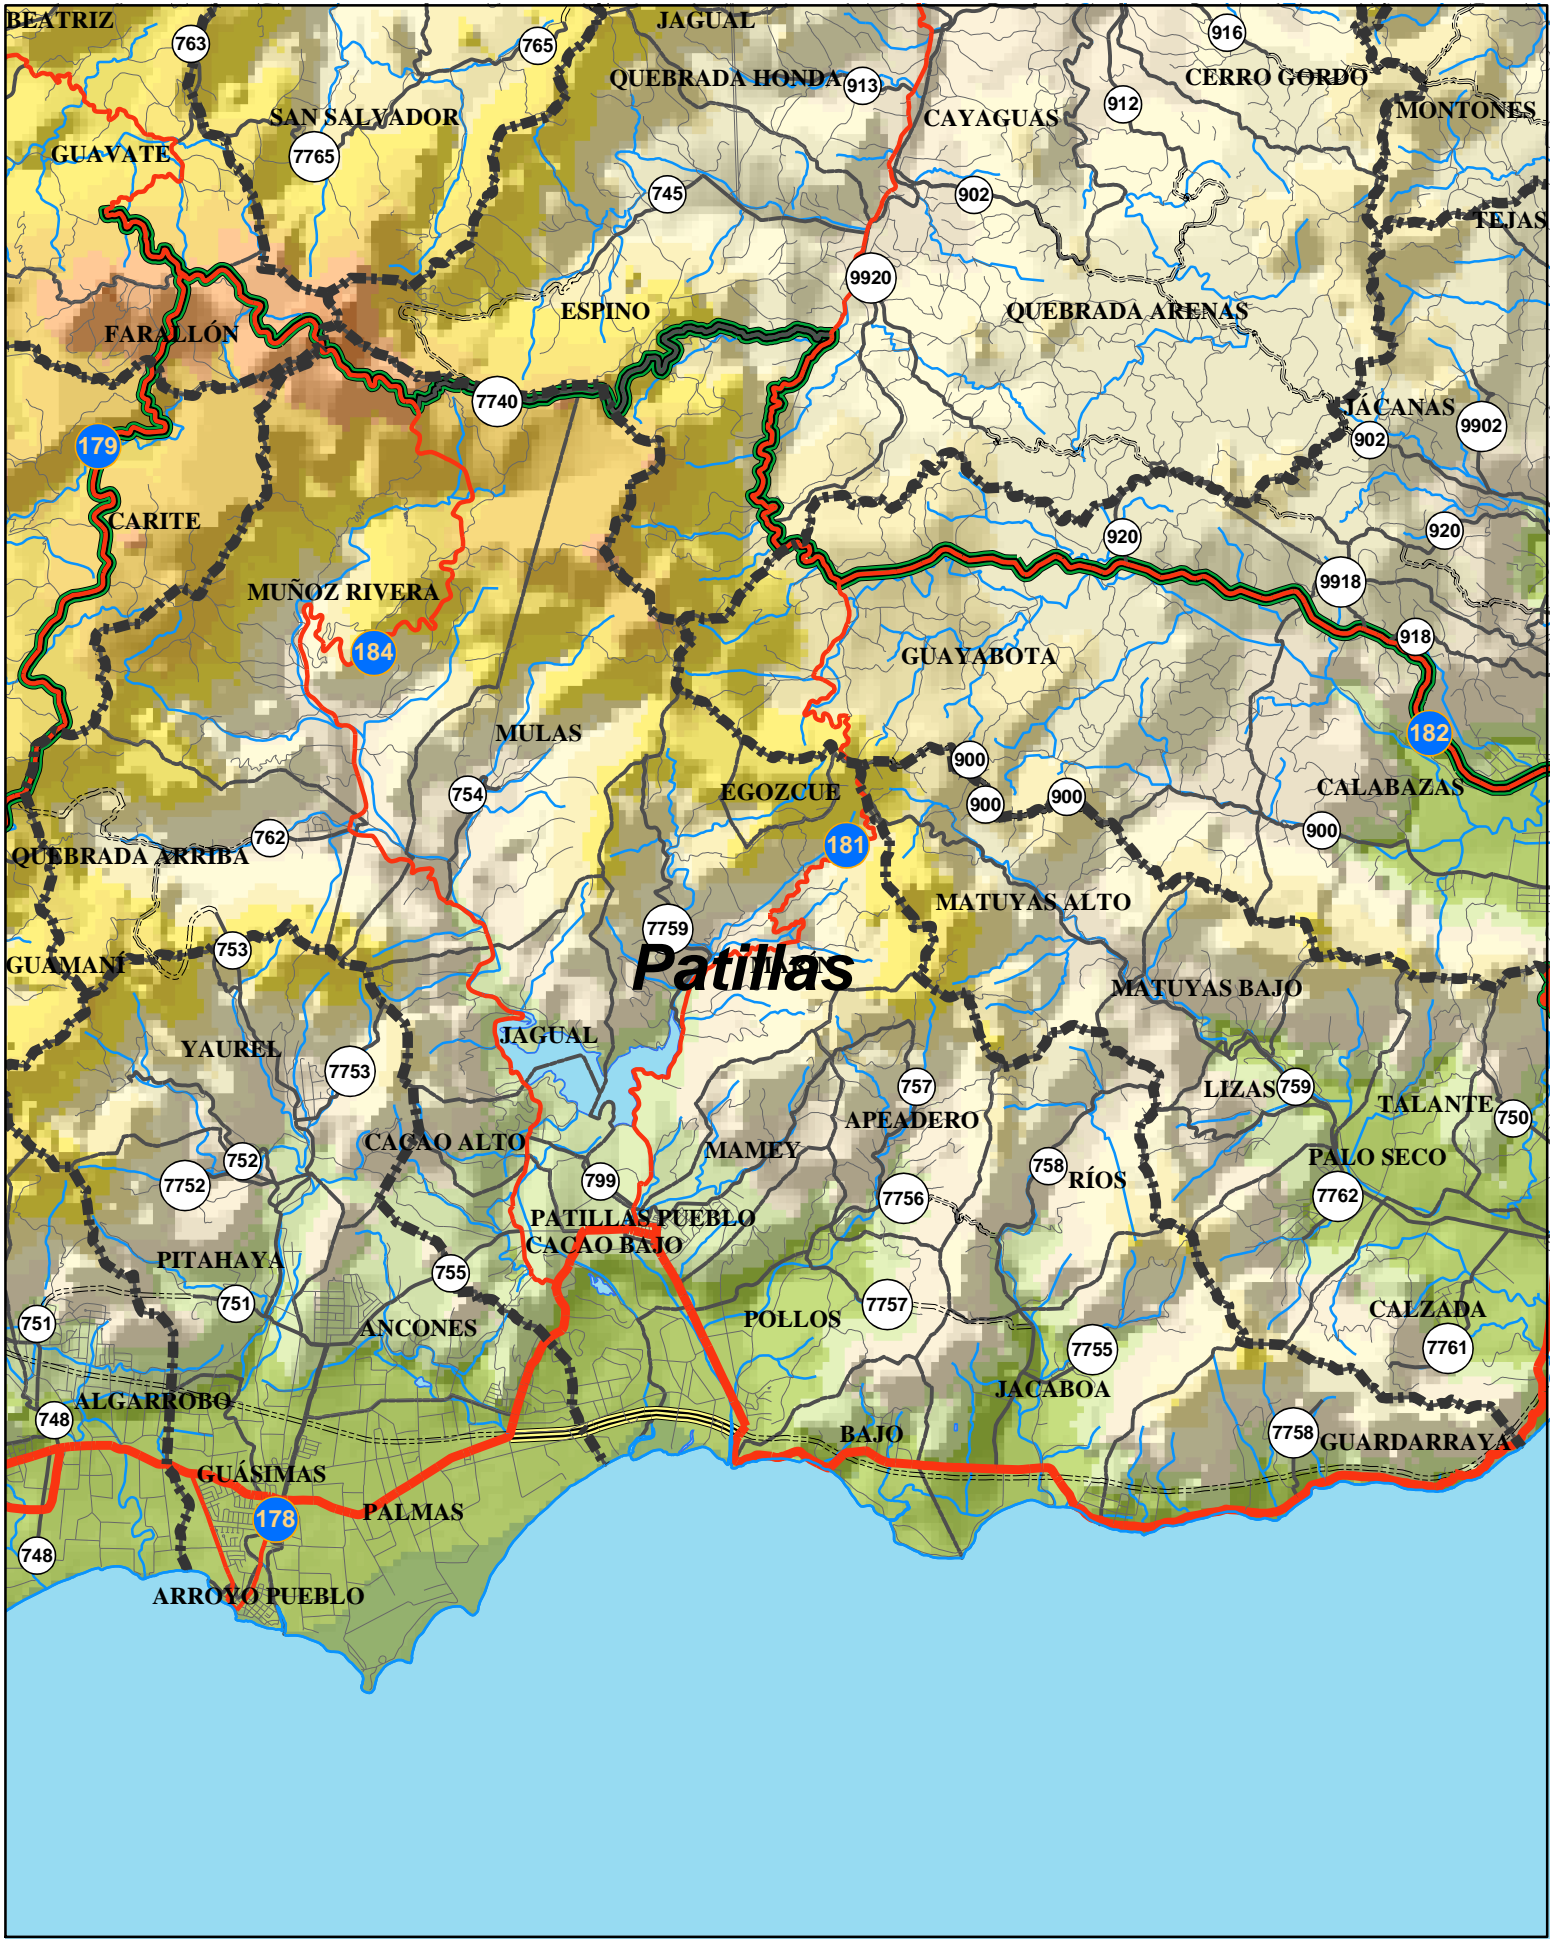 BEATRIZ
JAGUAL
763
765
916
QUEBRADA HONDA
913
CERRO GORDO
912
MONTONES
SAN SALVADOR
CAYAGUAS
GUAVATE
7765
745
902
TEJAS
9920
ESPINO
QUEBRADA ARENAS
FARALLÓN
7740
JÁCANAS
9902
179
902
CARITE
920
920
MUÑOZ RIVERA
9918
918
184
GUAYABOTA
MULAS
182
900
EGOZCUE
CALABAZAS
754
900
900
762
181
900
QUEBRADA ARRIBA
MATUYAS ALTO
7759
753
GUAMANÍ
Patillas
MATUYAS BAJO
JAGUAL
YAUREL
7753
757
LIZAS
759
TALANTE
750
APEADERO
CACAO ALTO
MAMEY
PALO SECO
752
758
RÍOS
7752
799
7756
7762
PATILLAS PUEBLO
CACAO BAJO
PITAHAYA
755
751
7757
CALZADA
751
POLLOS
ANCONES
7755
7761
JACABOA
ALGARROBO
748
BAJO
7758
GUARDARRAYA
GUÁSIMAS
PALMAS
178
748
ARROYO PUEBLO